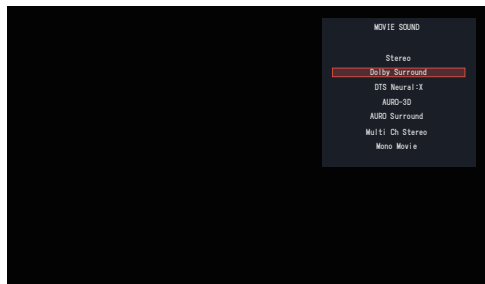 MOVIE SOUND
Stereo
Dolby Surround
DTS Neural:X
AURO-3D
AURO Surround
Multi Ch Stereo
Mono Movie